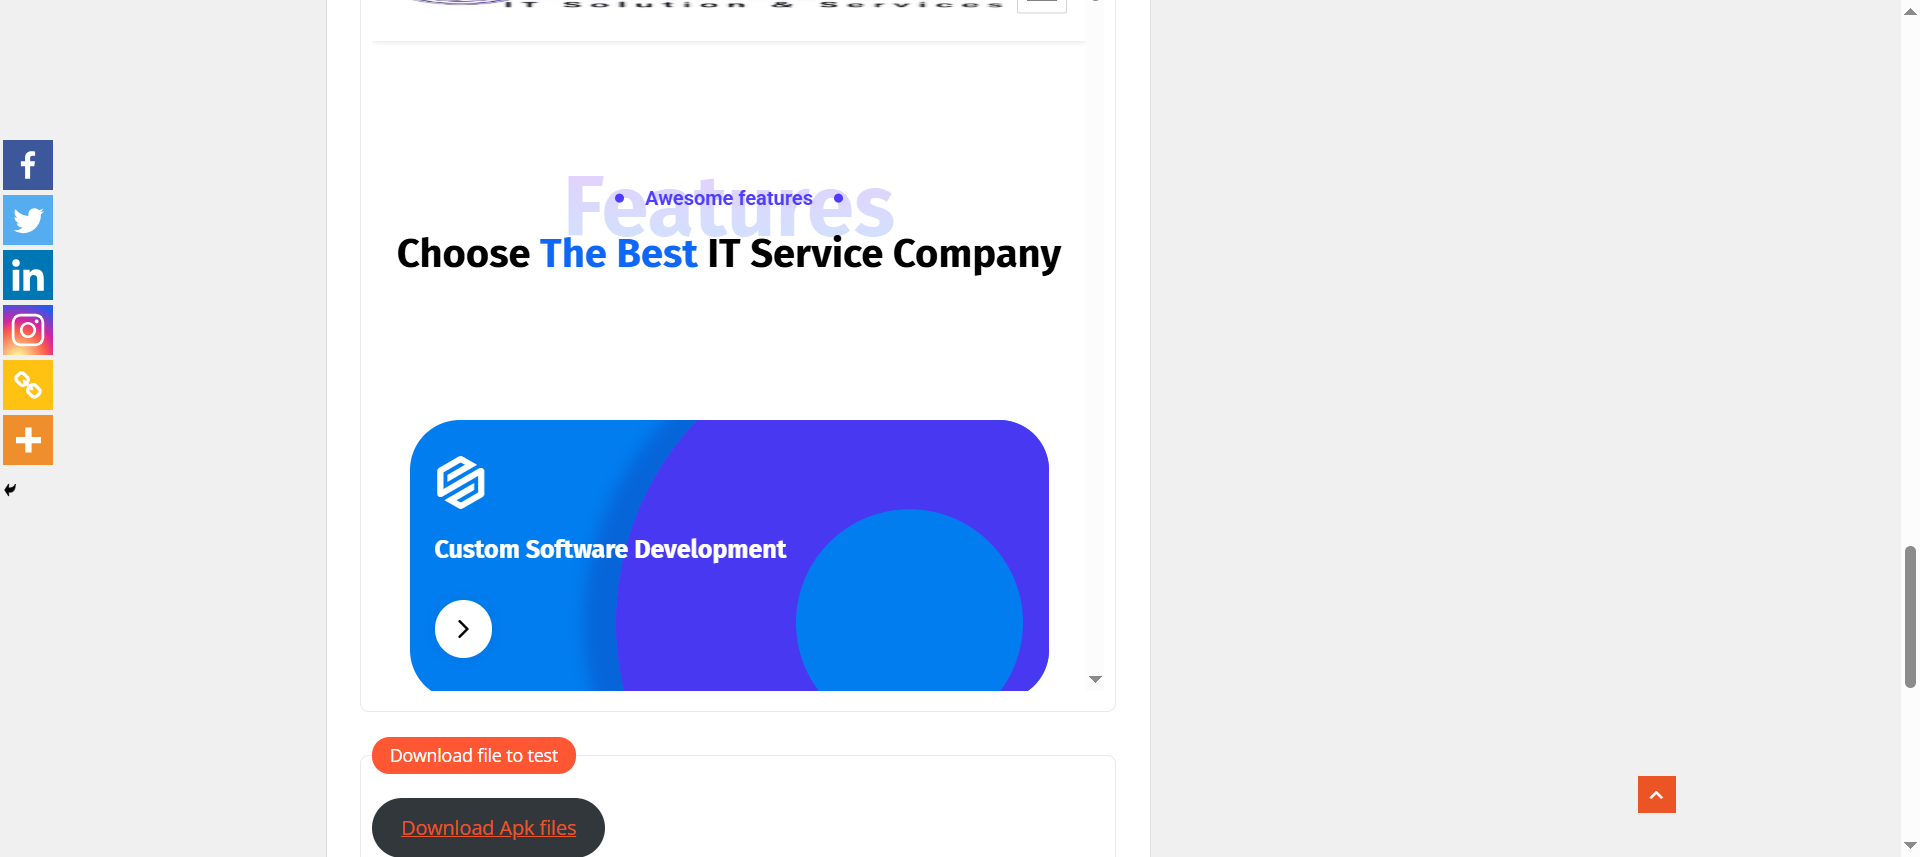 IT Solution & Services
Features
Awesome features
Choose The Best IT Service Company
Custom Software Development
Download file to test
Download Apk files